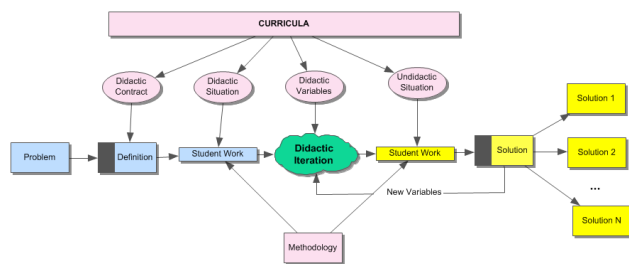 CURRICULA
Didactic
Contract
Didactic
Situation
Didactic
Variables
Undidactic
Situation
Solution 1
Problem
Definition
Student Work
Didactic
Iteration
Student Work
Solution
Solution 2
...
New Variables
Solution N
Methodology